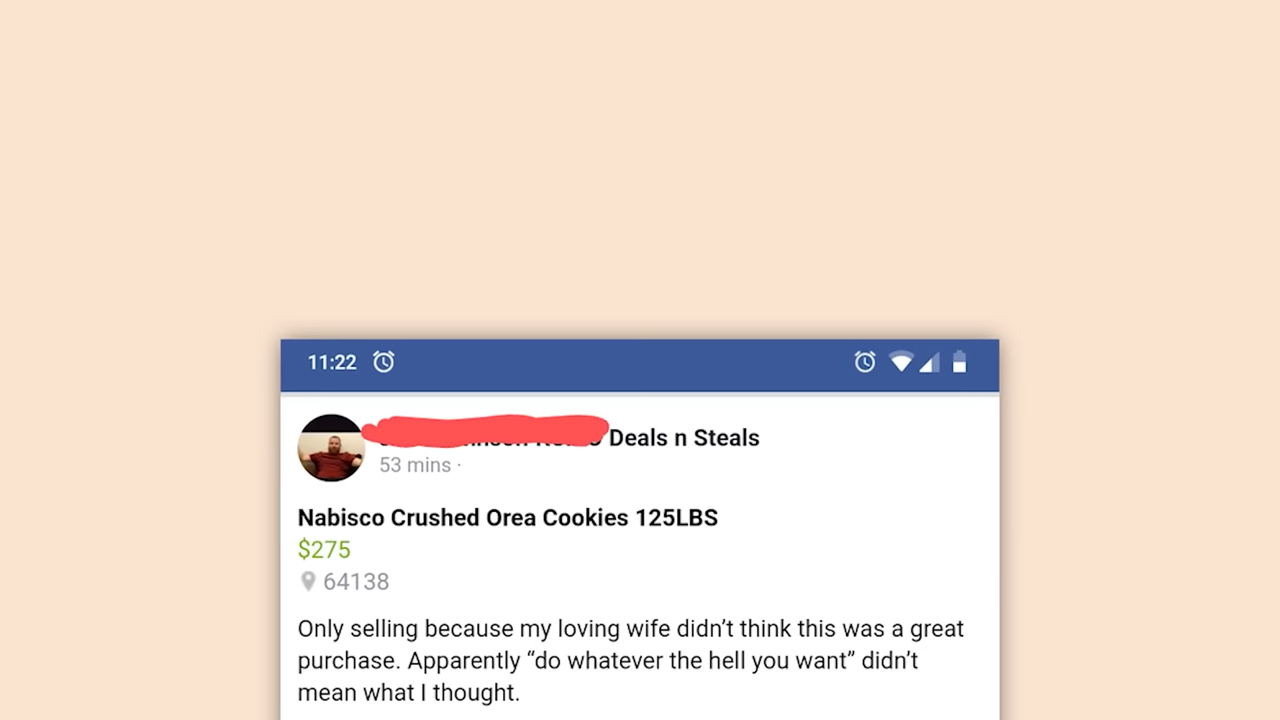 11:22
Deals n Steals
53 mins ·
Nabisco Crushed Orea Cookies 125LBS
$275
64138
Only selling because my loving wife didn’t think this was a great
purchase. Apparently “do whatever the hell you want” didn’t
mean what I thought.